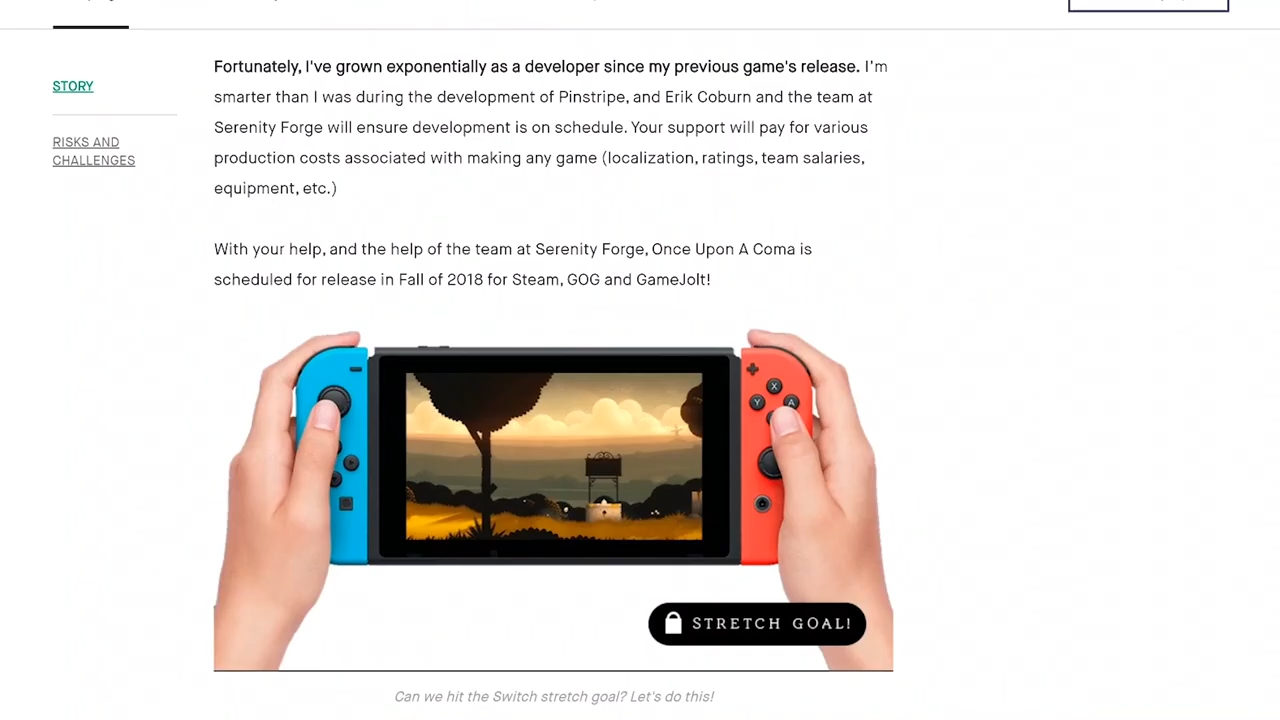 STORY
RISKS AND
CHALLENGES
Fortunately, I've grown exponentially as a developer since my previous game's release. I'm
smarter than I was during the development of Pinstripe, and Erik Coburn and the team at
Serenity Forge will ensure development is on schedule. Your support will pay for various
production costs associated with making any game (localization, ratings, team salaries,
equipment, etc.)
With your help, and the help of the team at Serenity Forge, Once Upon A Coma is
scheduled for release in Fall of 2018 for Steam, GOG and GameJolt!
X
Y
A
STRETCH GOAL!
Can we hit the Switch stretch goal? Let's do this!